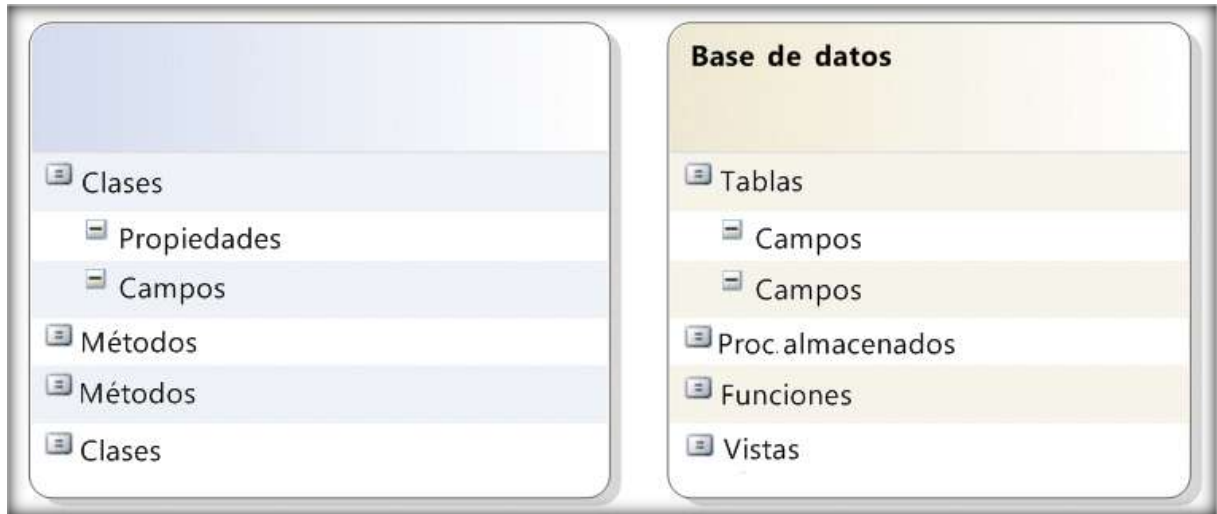 Clases
Propiedades
Campos
Métodos
Métodos
Clases
Base de datos
Tablas
Campos
Campos
Proc. almacenados
Funciones
Vistas